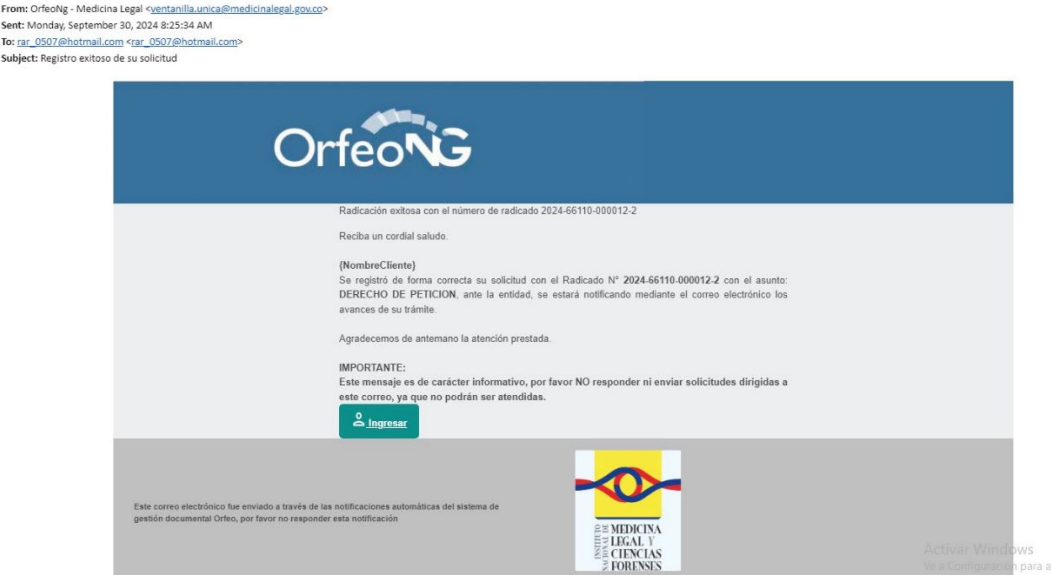 From: OrfeoNg - Medicina Legal <ventanilla.unica@medicinalegal.gov.co>
Sent: Monday, September 30, 2024 8:25:34 AM
To: rar_0507@hotmail.com <rar_0507@hotmail.com>
Subject: Registro exitoso de su solicitud
OrfeoNG
Radicación exitosa con el número de radicado 2024-66110-000012-2
Reciba un cordial saludo.
{NombreCliente}
Se registró de forma correcta su solicitud con el Radicado N° 2024-66110-000012-2 con el asunto:
DERECHO DE PETICION, ante la entidad, se estará notificando mediante el correo electrónico los
avances de su trámite.
Agradecemos de antemano la atención prestada.
IMPORTANTE:
Este mensaje es de carácter informativo, por favor NO responder ni enviar solicitudes dirigidas a
este correo, ya que no podrán ser atendidas.
Ingresar
Este correo electrónico fue enviado a través de las notificaciones automáticas del sistema de
gestión documental Orfeo, por favor no responder esta notificación
INSTITUTO
NACIONAL DE
MEDICINA
LEGAL Y
CIENCIAS
FORENSES
Activar Windows
Ve a Configuración para a